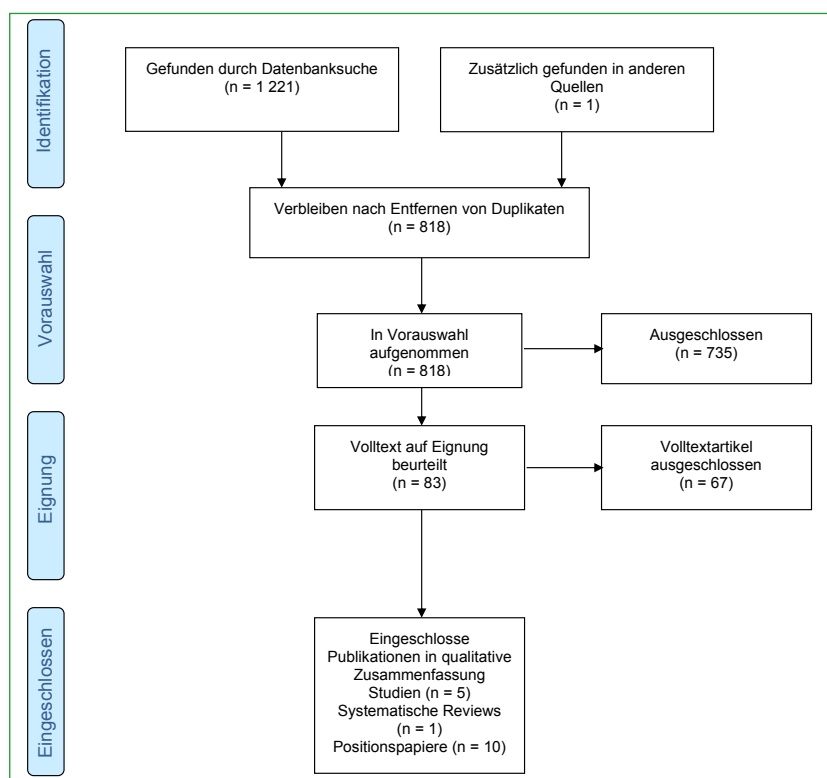 Identifikation
Gefunden durch Datenbanksuche
(n = 1 221)
Zusätzlich gefunden in anderen
Quellen
(n = 1)
Verbleiben nach Entfernen von Duplikaten
(n = 818)
Vorauswahl
In Vorauswahl
aufgenommen
(n = 818)
Ausgeschlossen
(n = 735)
Eignung
Volltext auf Eignung
beurteilt
(n = 83)
Volltextartikel
ausgeschlossen
(n = 67)
Eingeschlossen
Eingeschlosse
Publikationen in qualitative
Zusammenfassung
Studien (n = 5)
Systematische Reviews
(n = 1)
Positionspapiere (n = 10)